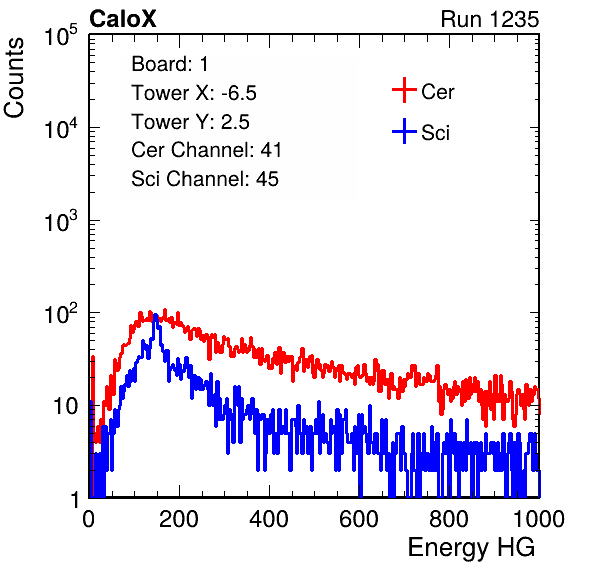 CaloX Run 1235
Counts
Board: 1
Tower X: -6.5
Tower Y: 2.5
Cer Channel: 41
Sci Channel: 45
Cer
Sci
10^5
10^4
10^3
10^2
10
1
0 200 400 600 800 1000
Energy HG